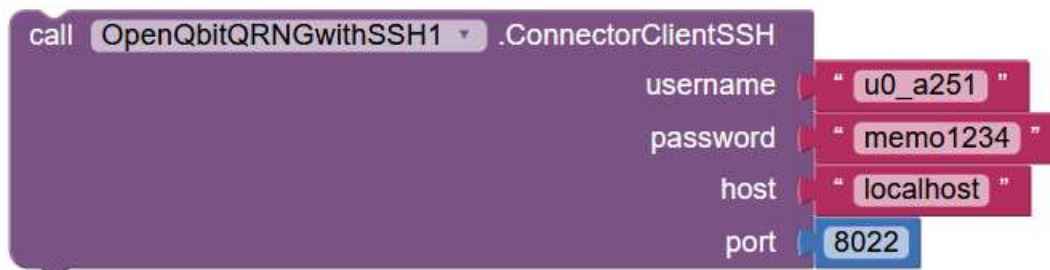 call OpenQbitQRNGwithSSH1 .ConnectorClientSSH
username “ u0_a251 ”
password “ memo1234 ”
host “ localhost ”
port 8022